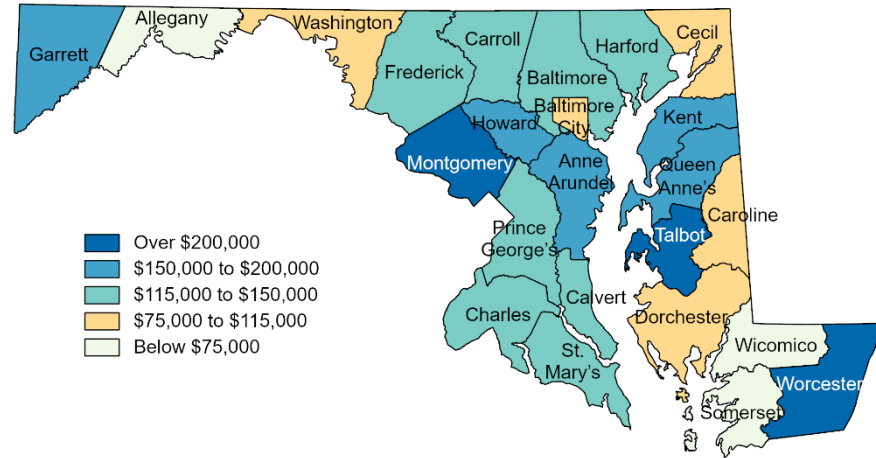 Allegany
Washington
Cecil
Garrett
Carroll
Harford
Frederick
Baltimore
Baltimore
City
Howard
Kent
Montgomery
Anne
Arundel
Queen
Anne's
Caroline
Talbot
Prince
George's
Over $200,000
$150,000 to $200,000
$115,000 to $150,000
$75,000 to $115,000
Below $75,000
Calvert
Charles
Dorchester
St.
Mary's
Wicomico
Worcester
Somerset